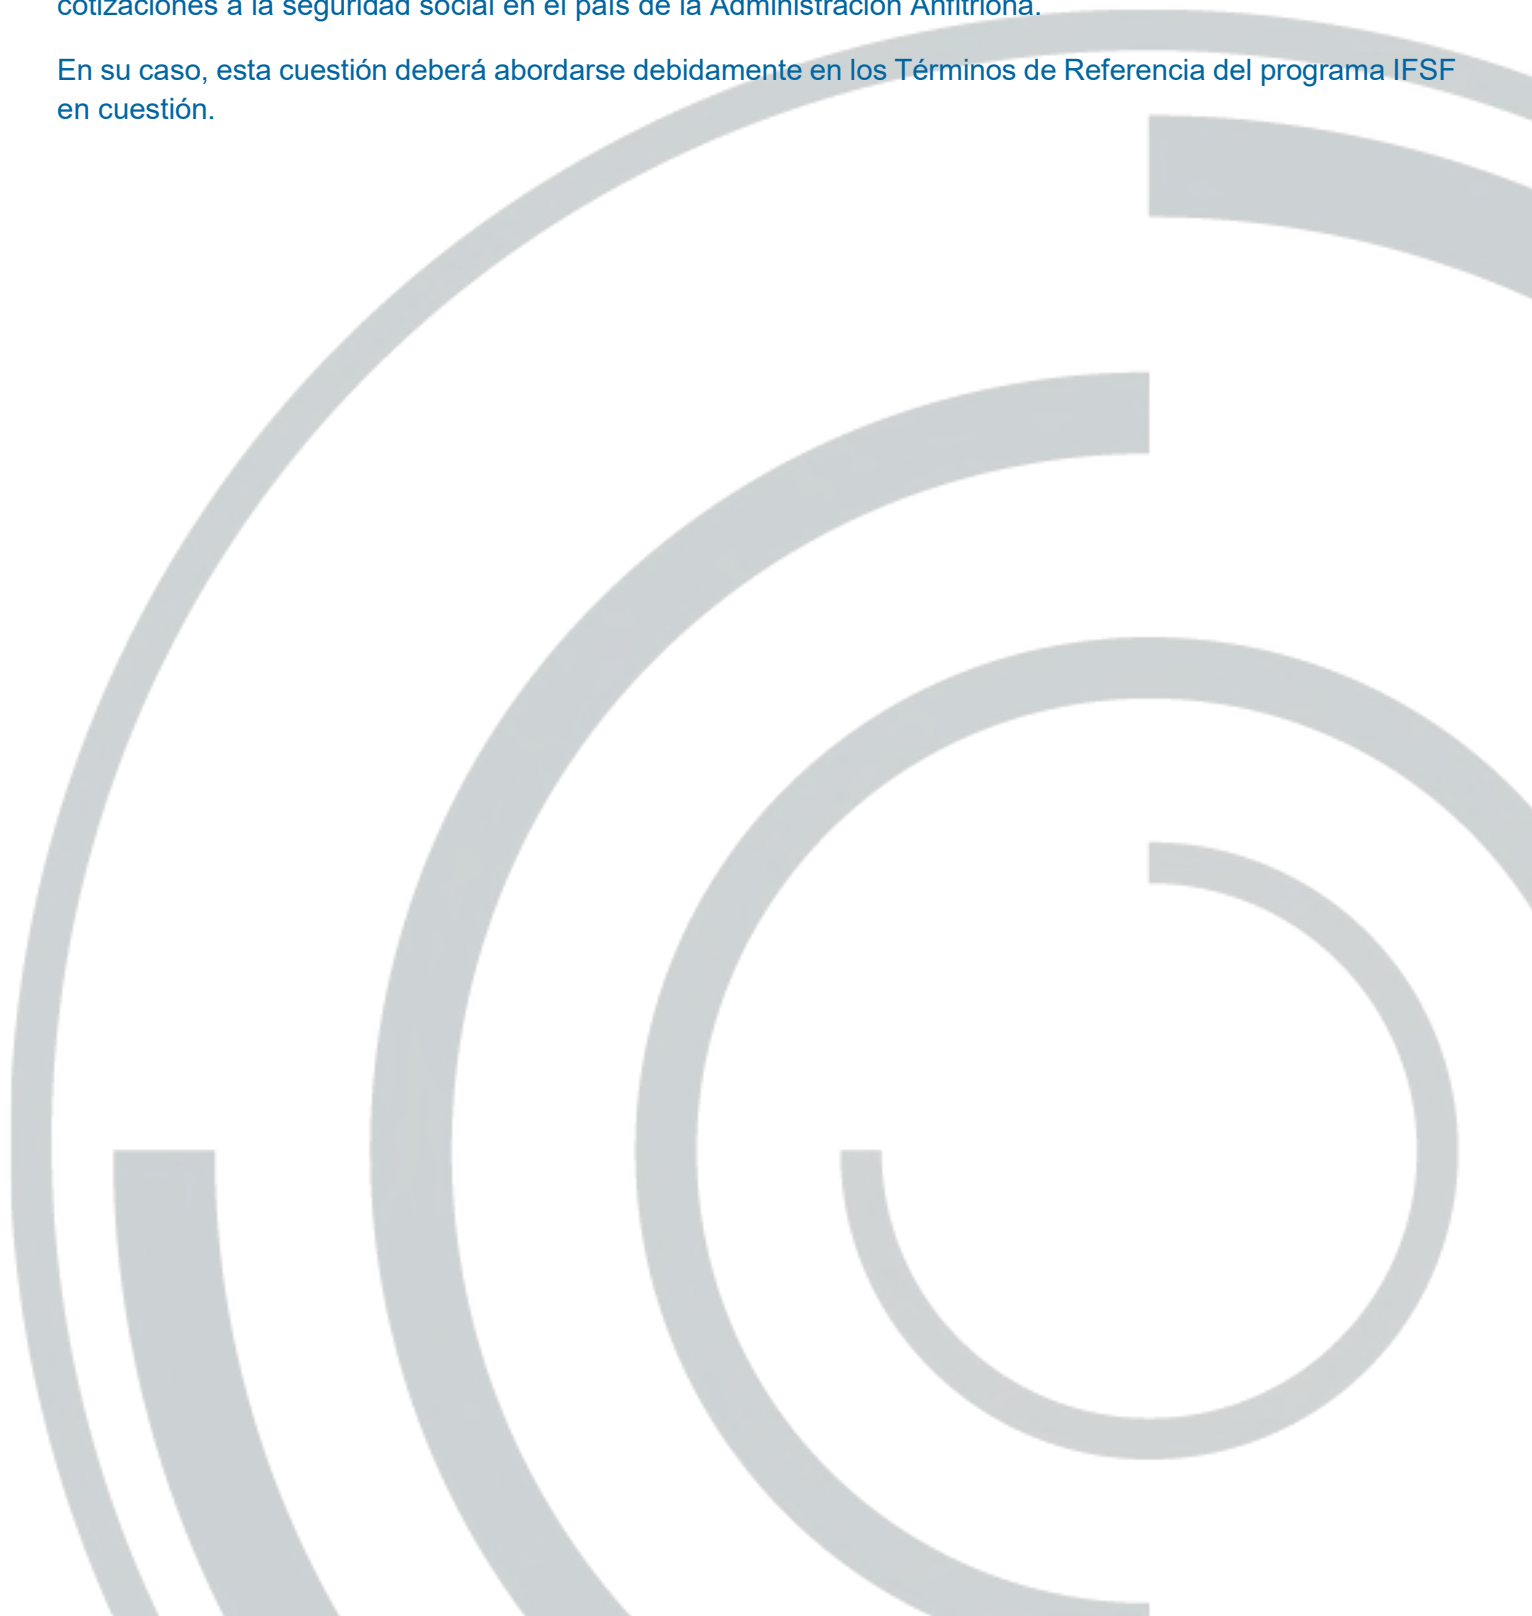 cotizaciones a la seguridad social en el país de la Administración Anfitriona.
En su caso, esta cuestión deberá abordarse debidamente en los Términos de Referencia del programa IFSF
en cuestión.